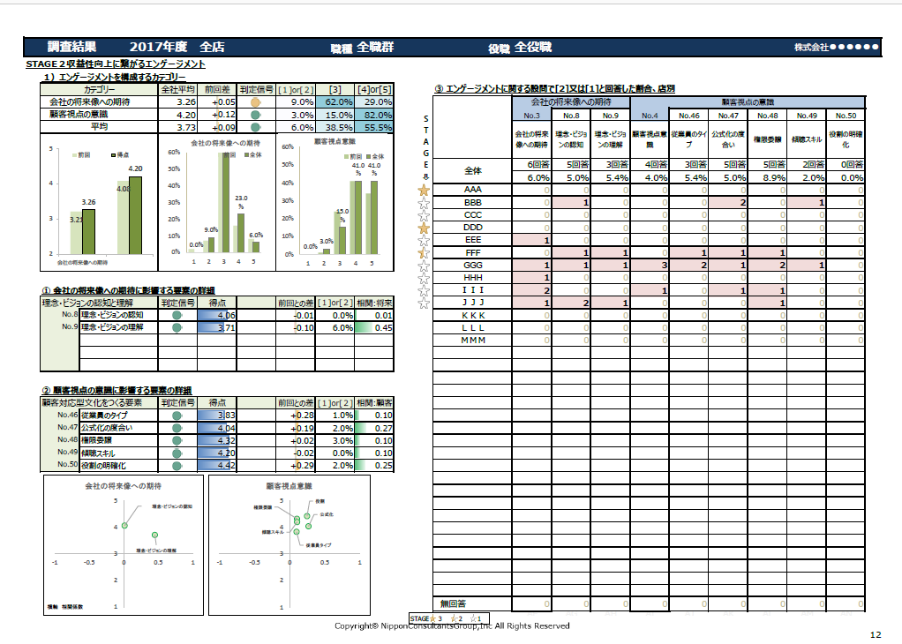 調査結果 2017年度 全店 職種 全職群 役職 全役職 株式会社●●●●●●
STAGE２収益性向上に繋がるエンゲージメント
１）エンゲージメントを構成するカテゴリー
カテゴリー 全社平均 前回差 判定信号 [1]or[2] [3] [4]or[5]
会社の将来像への期待 3.26 +0.05 9.0% 62.0% 29.0%
顧客視点の意識 4.20 +0.12 3.0% 15.0% 82.0%
平均 3.73 +0.09 6.0% 38.5% 55.5%
前回 得点
5
4
3
2
3.21 3.26 4.08 4.20
会社の将来像への期待
会社の将来像への期待
前回 全体
60%
50%
40%
30%
20%
10%
0%
0.0% 9.0% 23.0% 6.0%
1 2 3 4 5
顧客視点意識
前回 全体
60%
50%
40%
30%
20%
10%
0%
0.0% 3.0% 15.0% 41.0% 41.0%
1 2 3 4 5
① 会社の将来像への期待に影響する要素の詳細
理念・ビジョンの認知と理解 判定信号 得点 前回との差 [1]or[2] 相関:将来
No.8 理念・ビジョンの認知 4.06 -0.01 0.0% 0.01
No.9 理念・ビジョンの理解 3.71 -0.10 6.0% 0.45
② 顧客視点の意識に影響する要素の詳細
顧客対応型文化をつくる要素 判定信号 得点 前回との差 [1]or[2] 相関:顧客
No.46 従業員のタイプ 3.83 +0.28 1.0% 0.10
No.47 公式化の度合い 4.04 +0.19 2.0% 0.27
No.48 権限委譲 4.32 +0.02 3.0% 0.10
No.49 傾聴スキル 4.20 -0.02 0.0% 0.10
No.50 役割の明確化 4.42 +0.29 2.0% 0.25
会社の将来像への期待
5
4
3
2
1
-1 -0.5 0 0.5 1
理念・ビジョンの認知
理念・ビジョンの理解
横軸 相関係数
顧客視点意識
5
4
3
2
1
-1 -0.5 0 0.5 1
権限委譲
役割
公式化
傾聴スキル
従業員タイプ
③ エンゲージメントに関する設問で[2]又は[1]と回答した割合、店別
STAGE
会社の将来像への期待 顧客視点の意識
No.3 No.8 No.9 No.4 No.46 No.47 No.48 No.49 No.50
会社の将来像への期待 理念・ビジョンの認知 理念・ビジョンの理解 顧客視点意識 従業員のタイプ 公式化の度合い 権限委譲 傾聴スキル 役割の明確化
全体 6回答 5回答 3回答 4回答 3回答 5回答 5回答 2回答 0回答
6.0% 5.0% 5.4% 4.0% 5.4% 5.0% 8.9% 2.0% 0.0%
AAA 0 0 0 0 0 0 0 0 0
BBB 0 1 0 0 0 2 0 1 0
CCC 0 0 0 0 0 0 0 0 0
DDD 0 0 0 0 0 0 0 0 0
EEE 1 0 0 0 0 0 0 0 0
FFF 0 1 1 0 1 1 1 0 0
GGG 1 1 1 3 2 1 2 1 0
HHH 1 0 0 0 0 0 0 0 0
III 2 0 0 1 0 1 1 0 0
JJJ 1 2 1 0 0 0 1 0 0
KKK 0 0 0 0 0 0 0 0 0
LLL 0 0 0 0 0 0 0 0 0
MMM 0 0 0 0 0 0 0 0 0
無回答 0 0 0 0 0 0 0 0 0
STAGE ☆3 ☆2 ☆1
Copyright© NipponConsultantsGroup,Inc All Rights Reserved
12